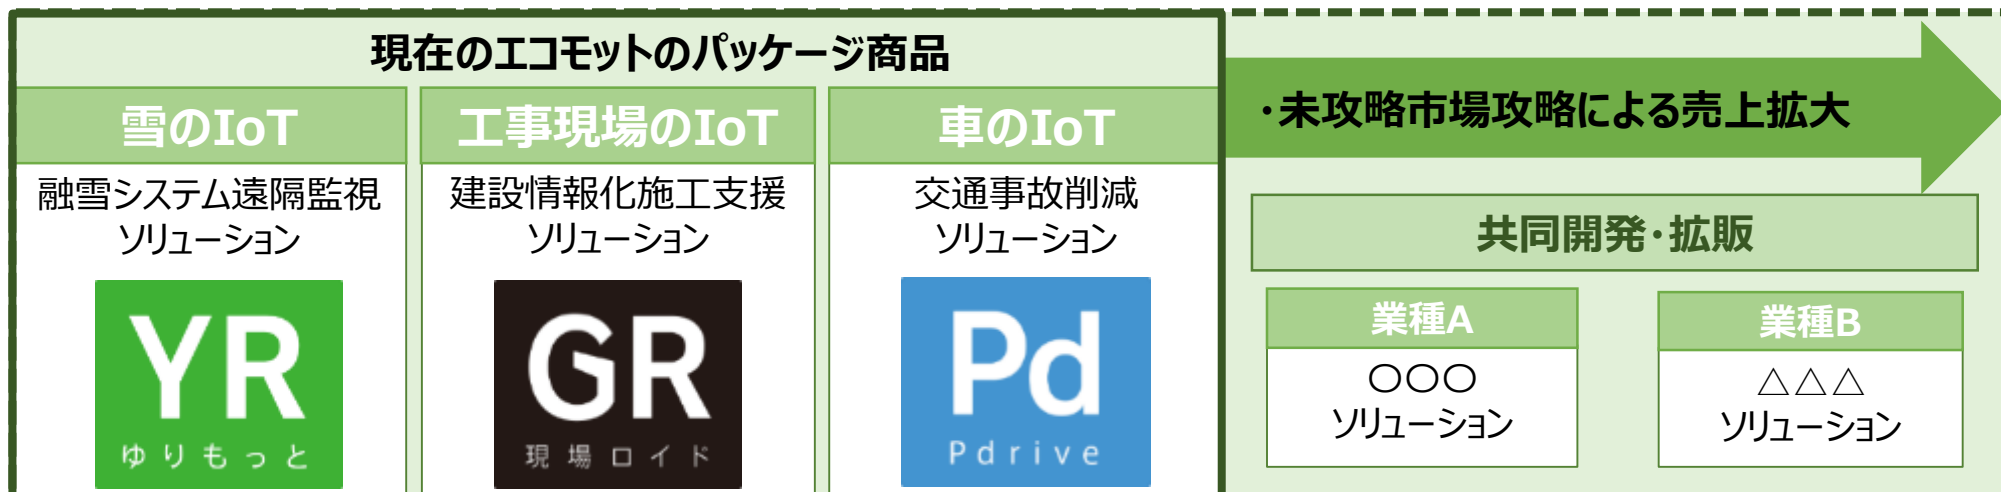 現在のエコモットのパッケージ商品
雪のIoT
融雪システム遠隔監視
ソリューション
YR
ゆりもっと
工事現場のIoT
建設情報化施工支援
ソリューション
GR
現場ロイド
車のIoT
交通事故削減
ソリューション
Pd
Pdrive
・未攻略市場攻略による売上拡大
共同開発・拡販
業種A
〇〇〇
ソリューション
業種B
△△△
ソリューション